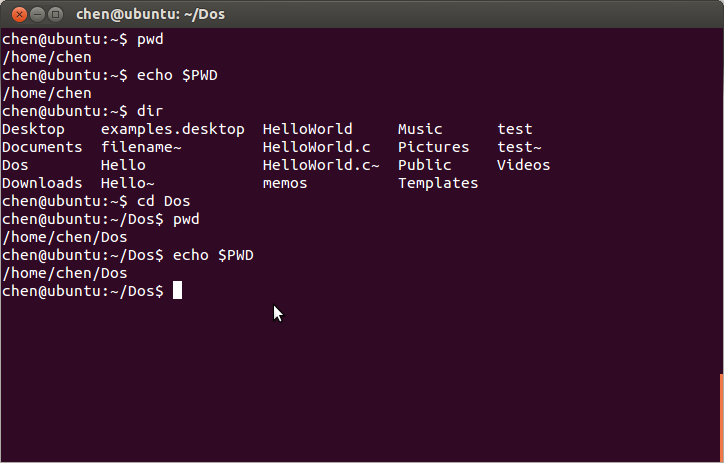 chen@ubuntu: ~/Dos
chen@ubuntu:~$ pwd
/home/chen
chen@ubuntu:~$ echo $PWD
/home/chen
chen@ubuntu:~$ dir
Desktop    examples.desktop  HelloWorld     Music      test
Documents  filename~         HelloWorld.c   Pictures   test~
Dos        Hello             HelloWorld.c~  Public     Videos
Downloads  Hello~            memos          Templates
chen@ubuntu:~$ cd Dos
chen@ubuntu:~/Dos$ pwd
/home/chen/Dos
chen@ubuntu:~/Dos$ echo $PWD
/home/chen/Dos
chen@ubuntu:~/Dos$